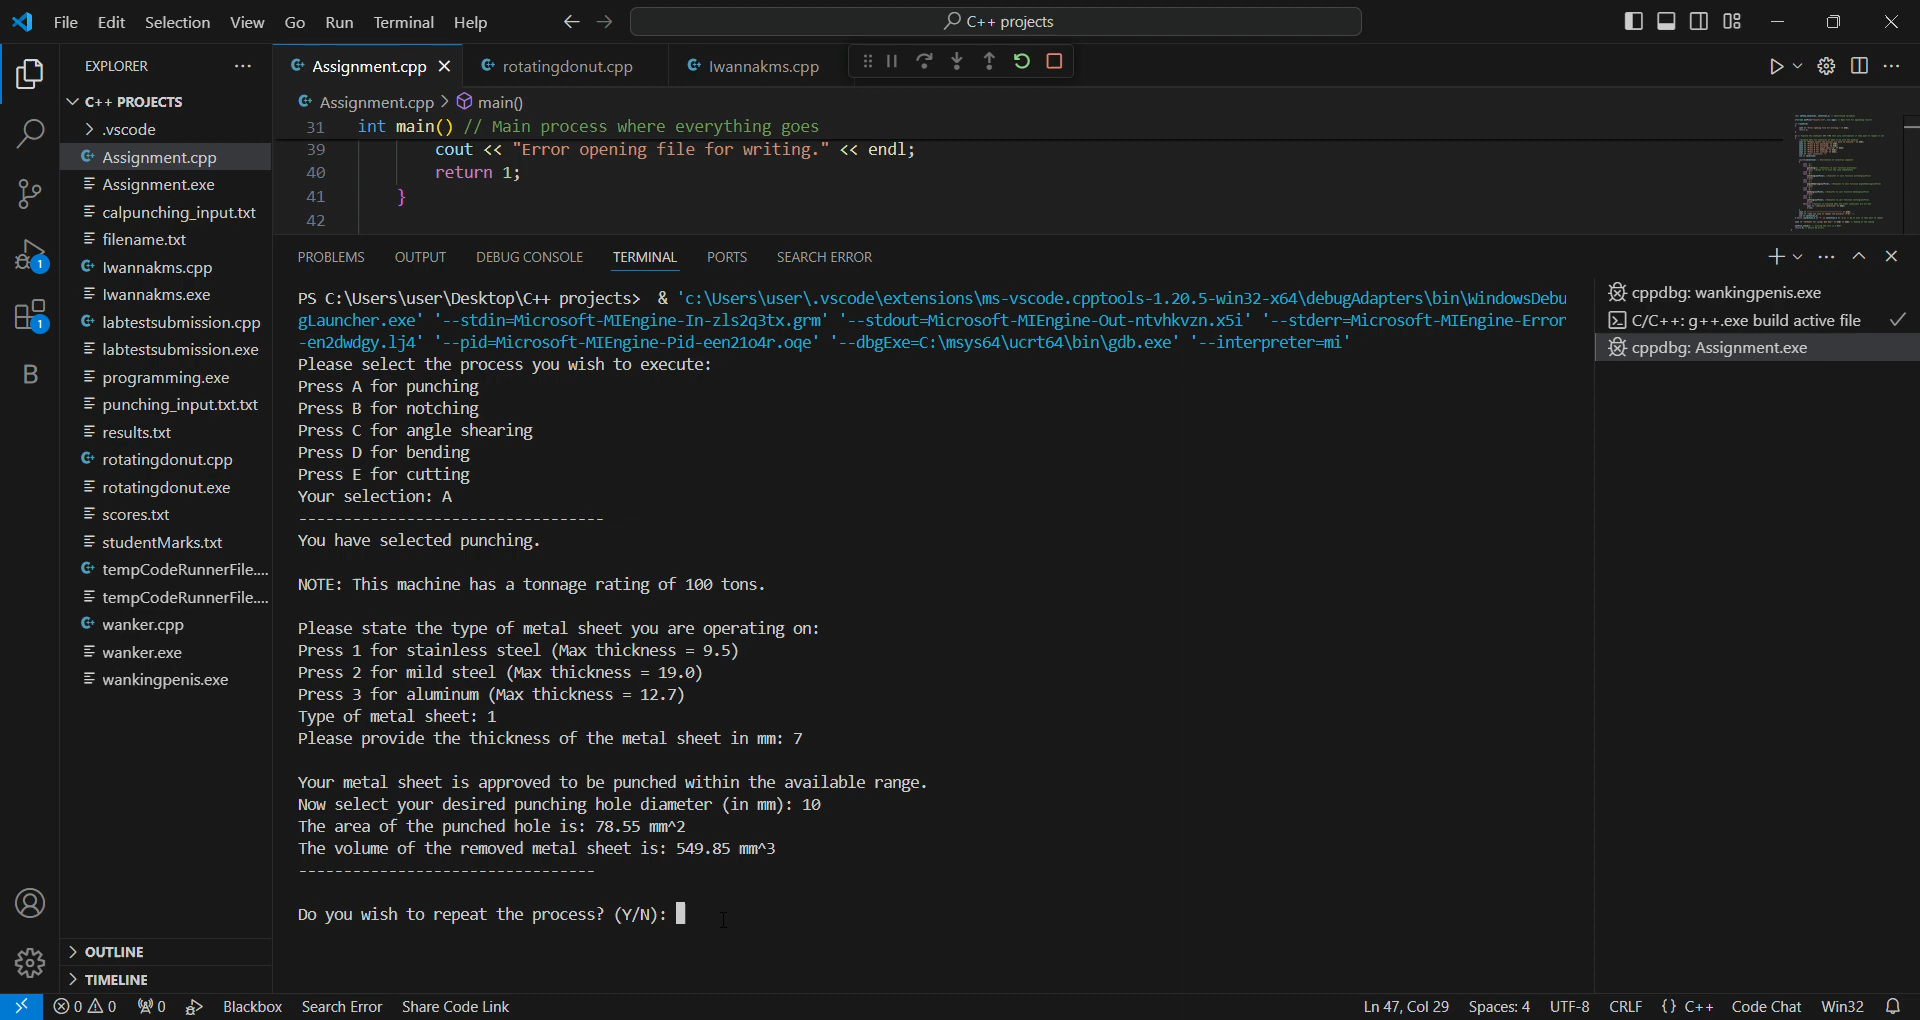 File Edit Selection View Go Run Terminal Help C++ projects
EXPLORER
Assignment.cpp rotatingdonut.cpp Iwannakms.cpp
C++ PROJECTS
.vscode
Assignment.cpp
Assignment.exe
calpunching_input.txt
filename.txt
Iwannakms.cpp
Iwannakms.exe
labtestsubmission.cpp
labtestsubmission.exe
programming.exe
punching_input.txt.txt
results.txt
rotatingdonut.cpp
rotatingdonut.exe
scores.txt
studentMarks.txt
tempCodeRunnerFile....
tempCodeRunnerFile....
wanker.cpp
wanker.exe
wankingpenis.exe
OUTLINE
TIMELINE
1
1
B
Assignment.cpp > main()
31 int main() // Main process where everything goes
39 cout << "Error opening file for writing." << endl;
40 return 1;
41 }
42
PROBLEMS OUTPUT DEBUG CONSOLE TERMINAL PORTS SEARCH ERROR
PS C:\Users\user\Desktop\C++ projects> & 'c:\Users\user\.vscode\extensions\ms-vscode.cpptools-1.20.5-win32-x64\debugAdapters\bin\WindowsDebu
gLauncher.exe' '--stdin=Microsoft-MIEngine-In-zls2q3tx.grm' '--stdout=Microsoft-MIEngine-Out-ntvhkvzn.x5i' '--stderr=Microsoft-MIEngine-Error
-en2dwdgy.lj4' '--pid=Microsoft-MIEngine-Pid-een21o4r.oqe' '--dbgExe=C:\msys64\ucrt64\bin\gdb.exe' '--interpreter=mi'
Please select the process you wish to execute:
Press A for punching
Press B for notching
Press C for angle shearing
Press D for bending
Press E for cutting
Your selection: A
----------------------------------
You have selected punching.
NOTE: This machine has a tonnage rating of 100 tons.
Please state the type of metal sheet you are operating on:
Press 1 for stainless steel (Max thickness = 9.5)
Press 2 for mild steel (Max thickness = 19.0)
Press 3 for aluminum (Max thickness = 12.7)
Type of metal sheet: 1
Please provide the thickness of the metal sheet in mm: 7
Your metal sheet is approved to be punched within the available range.
Now select your desired punching hole diameter (in mm): 10
The area of the punched hole is: 78.55 mm^2
The volume of the removed metal sheet is: 549.85 mm^3
---------------------------------
Do you wish to repeat the process? (Y/N):
cppdbg: wankingpenis.exe
C/C++: g++.exe build active file
cppdbg: Assignment.exe
0 0 0 Blackbox Search Error Share Code Link Ln 47, Col 29 Spaces: 4 UTF-8 CRLF {} C++ Code Chat Win32